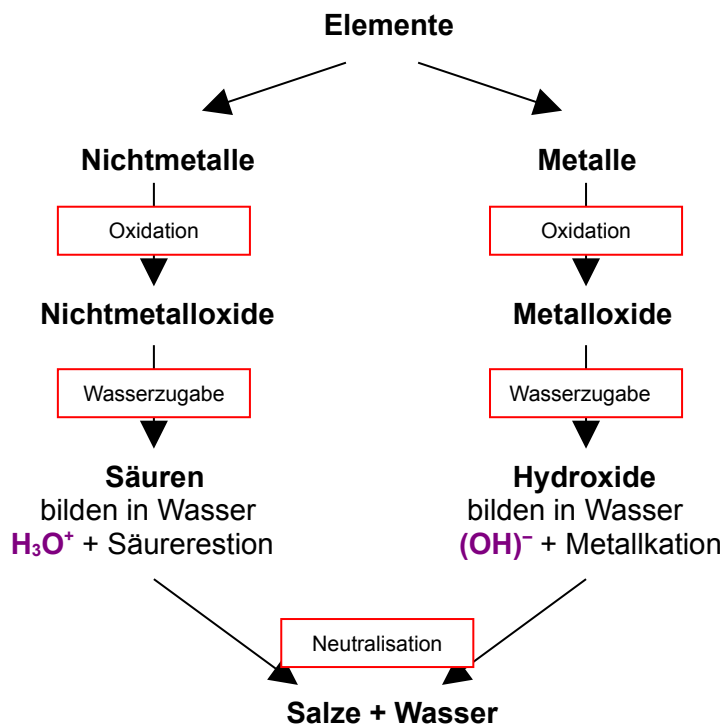 Elemente
Nichtmetalle
Metalle
Oxidation
Oxidation
Nichtmetalloxide
Metalloxide
Wasserzugabe
Wasserzugabe
Säuren
bilden in Wasser
H₃O⁺ + Säurerestion
Hydroxide
bilden in Wasser
(OH)⁻ + Metallkation
Neutralisation
Salze + Wasser